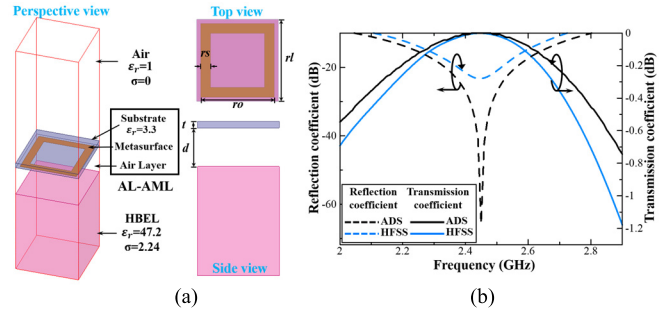 Perspective view
Air
εr=1
σ=0
Substrate
εr=3.3
Metasurface
Air Layer
AL-AML
HBEL
εr=47.2
σ=2.24
Top view
rs
rl
ro
t
d
Side view
(a)
Reflection coefficient (dB)
0
-20
-40
-60
2
2.2
2.4
2.6
2.8
Frequency (GHz)
0
-0.2
-0.4
-0.6
-0.8
-1
-1.2
Transmission coefficient (dB)
Reflection coefficient
Transmission coefficient
ADS
ADS
HFSS
HFSS
(b)